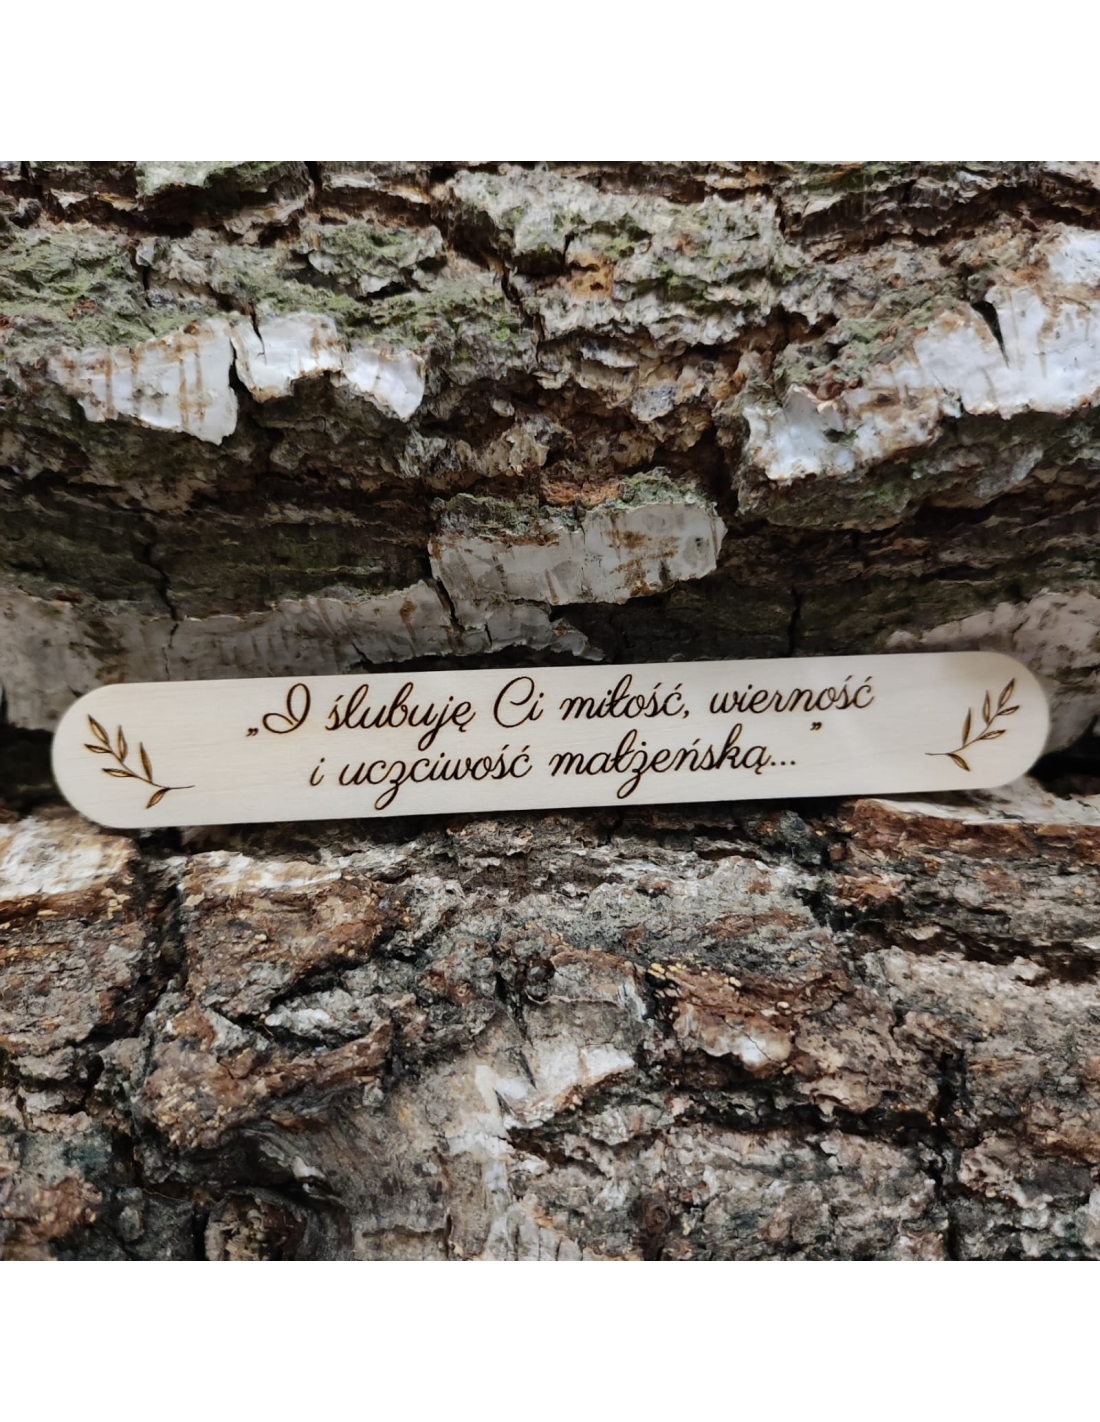 „I ślubuję Ci miłość, wierność
i uczciwość małżeńską... ”